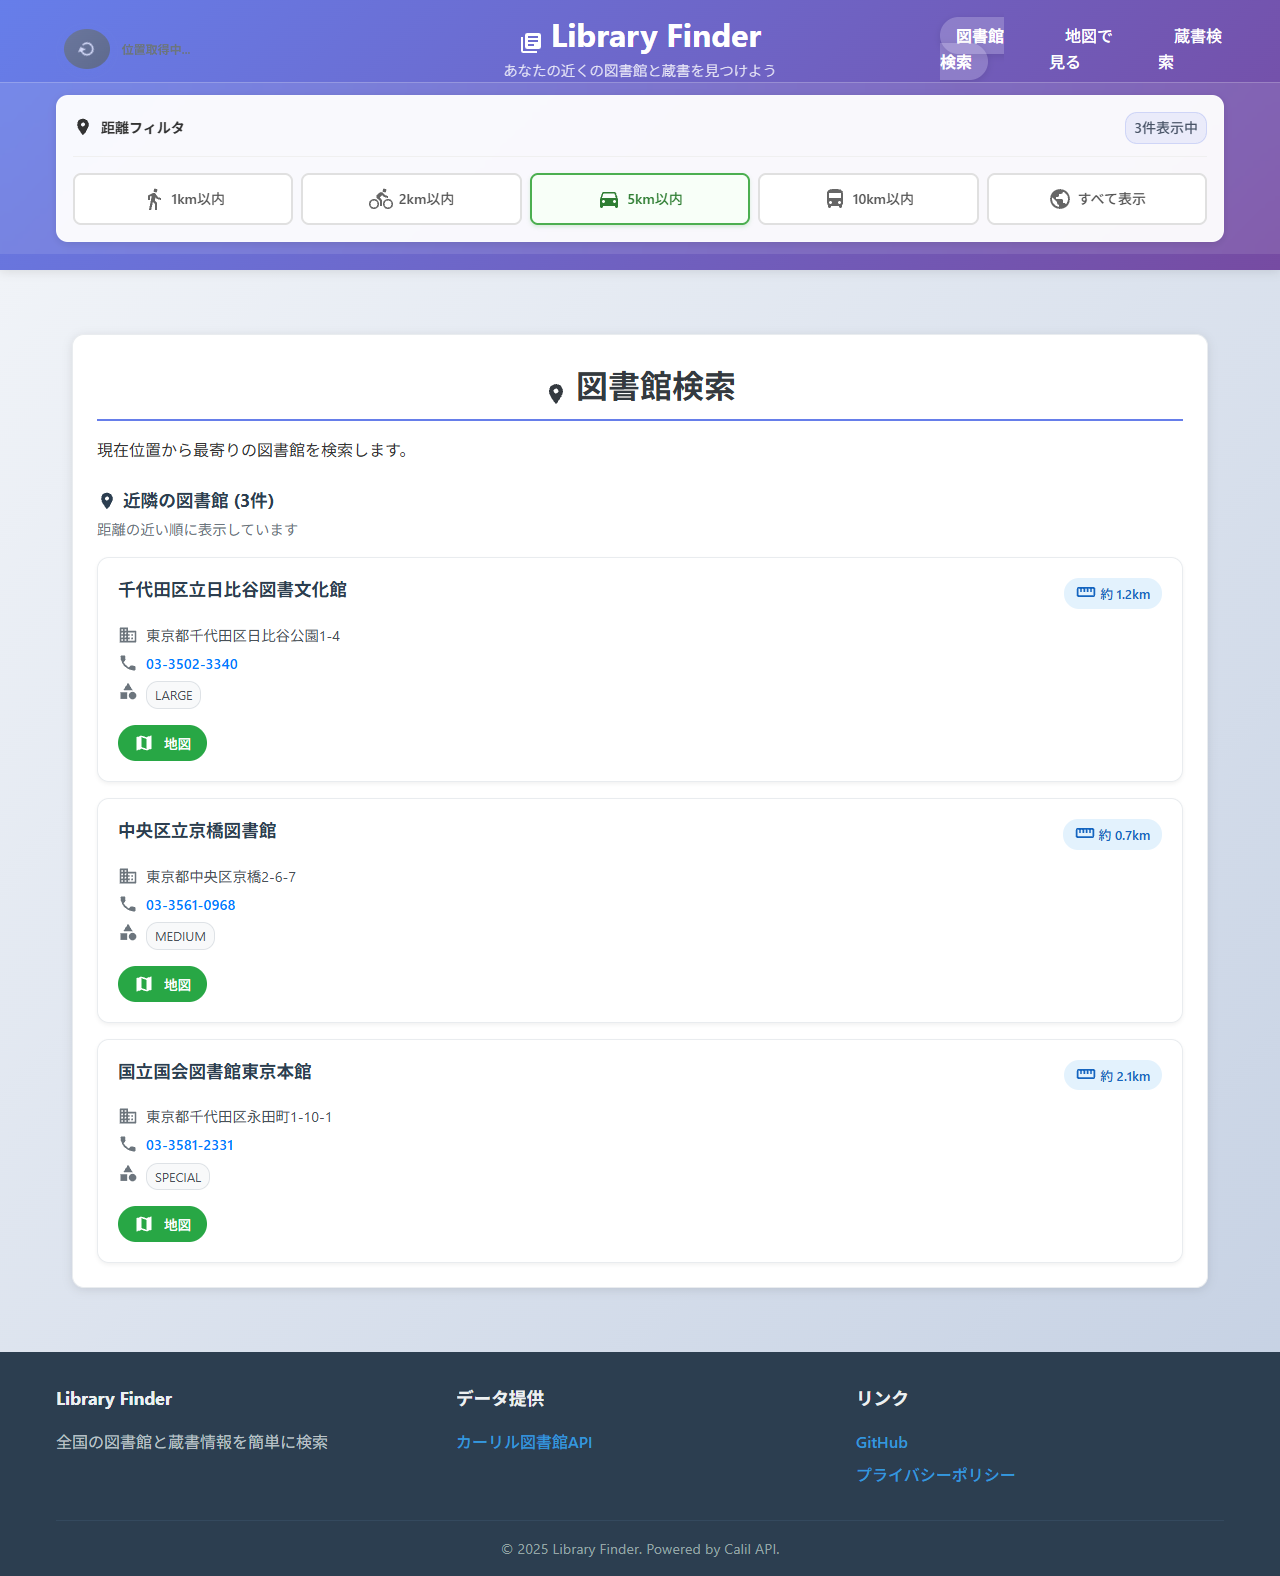 位置取得中...
Library Finder
あなたの近くの図書館と蔵書を見つけよう
図書館
検索
地図で
見る
蔵書検
索
距離フィルタ
3件表示中
1km以内
2km以内
5km以内
10km以内
すべて表示
図書館検索
現在位置から最寄りの図書館を検索します。
近隣の図書館 (3件)
距離の近い順に表示しています
千代田区立日比谷図書文化館
約 1.2km
東京都千代田区日比谷公園1-4
03-3502-3340
LARGE
地図
中央区立京橋図書館
約 0.7km
東京都中央区京橋2-6-7
03-3561-0968
MEDIUM
地図
国立国会図書館東京本館
約 2.1km
東京都千代田区永田町1-10-1
03-3581-2331
SPECIAL
地図
Library Finder
全国の図書館と蔵書情報を簡単に検索
データ提供
カーリル図書館API
リンク
GitHub
プライバシーポリシー
© 2025 Library Finder. Powered by Calil API.